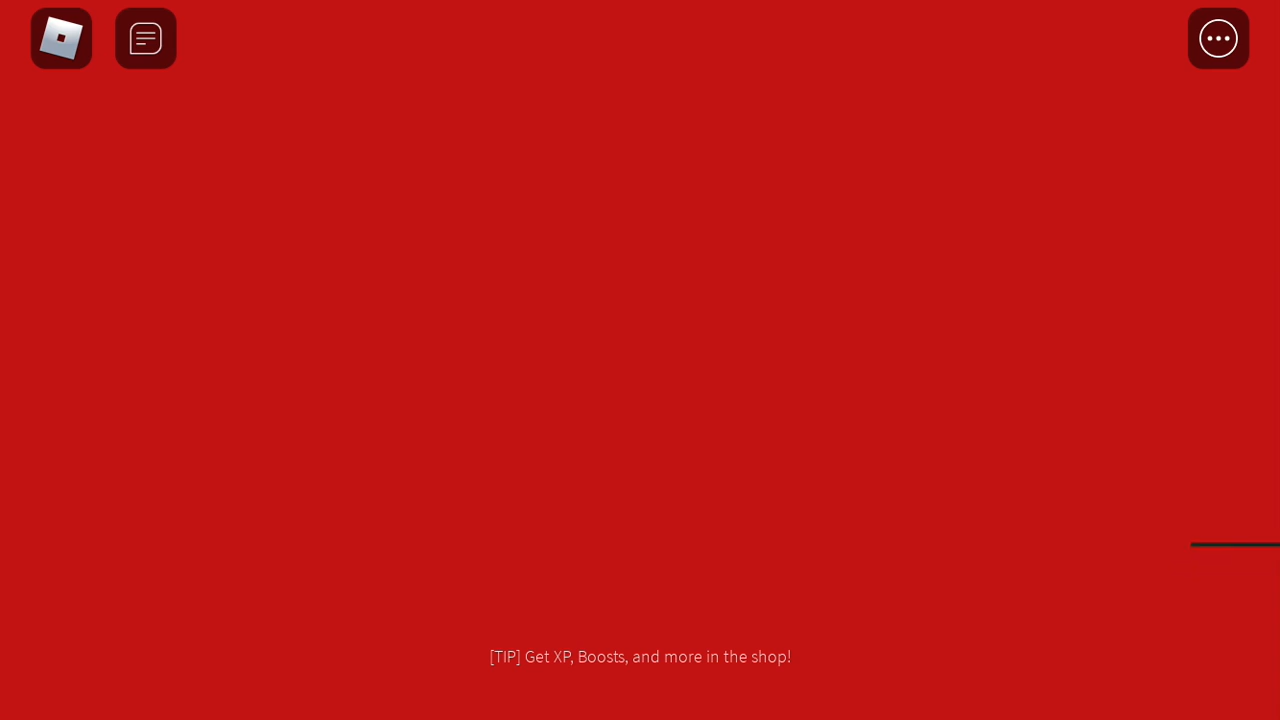 [TIP] Get XP, Boosts, and more in the shop!